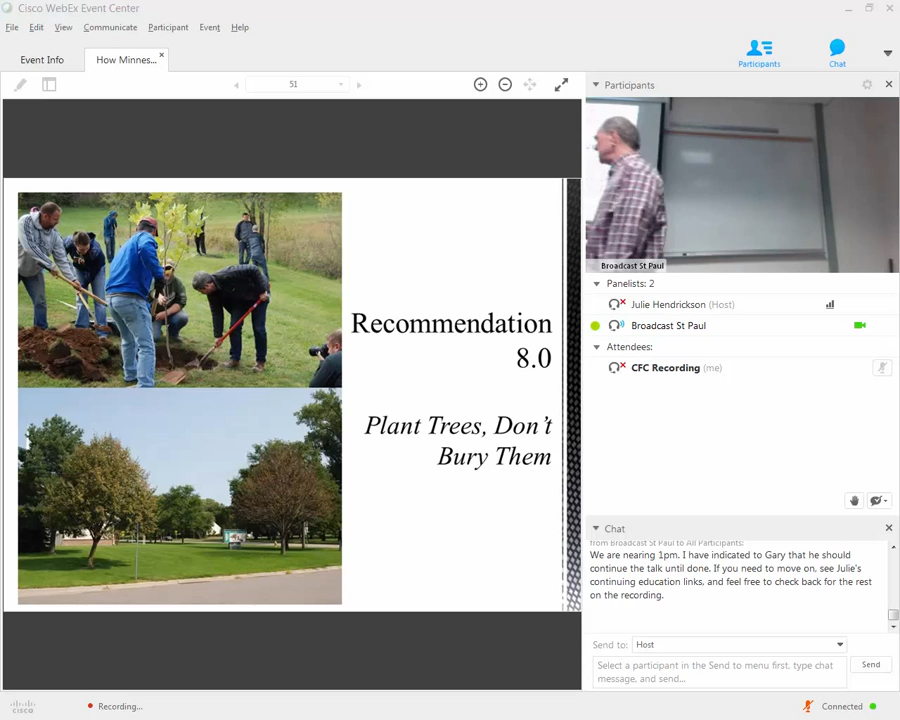 Cisco WebEx Event Center
File Edit View Communicate Participant Event Help
Event Info
How Minnes...
Participants
Chat
51
Participants
Recommendation
8.0
Plant Trees, Don't
Bury Them
Broadcast St Paul
Panelists: 2
Julie Hendrickson (Host)
Broadcast St Paul
Attendees:
CFC Recording (me)
Chat
from Broadcast St Paul to All Participants:
We are nearing 1pm. I have indicated to Gary that he should
continue the talk until done. If you need to move on, see Julie's
continuing education links, and feel free to check back for the rest
on the recording.
Send to: Host
Select a participant in the Send to menu first, type chat
message, and send...
Send
cisco
Recording...
Connected